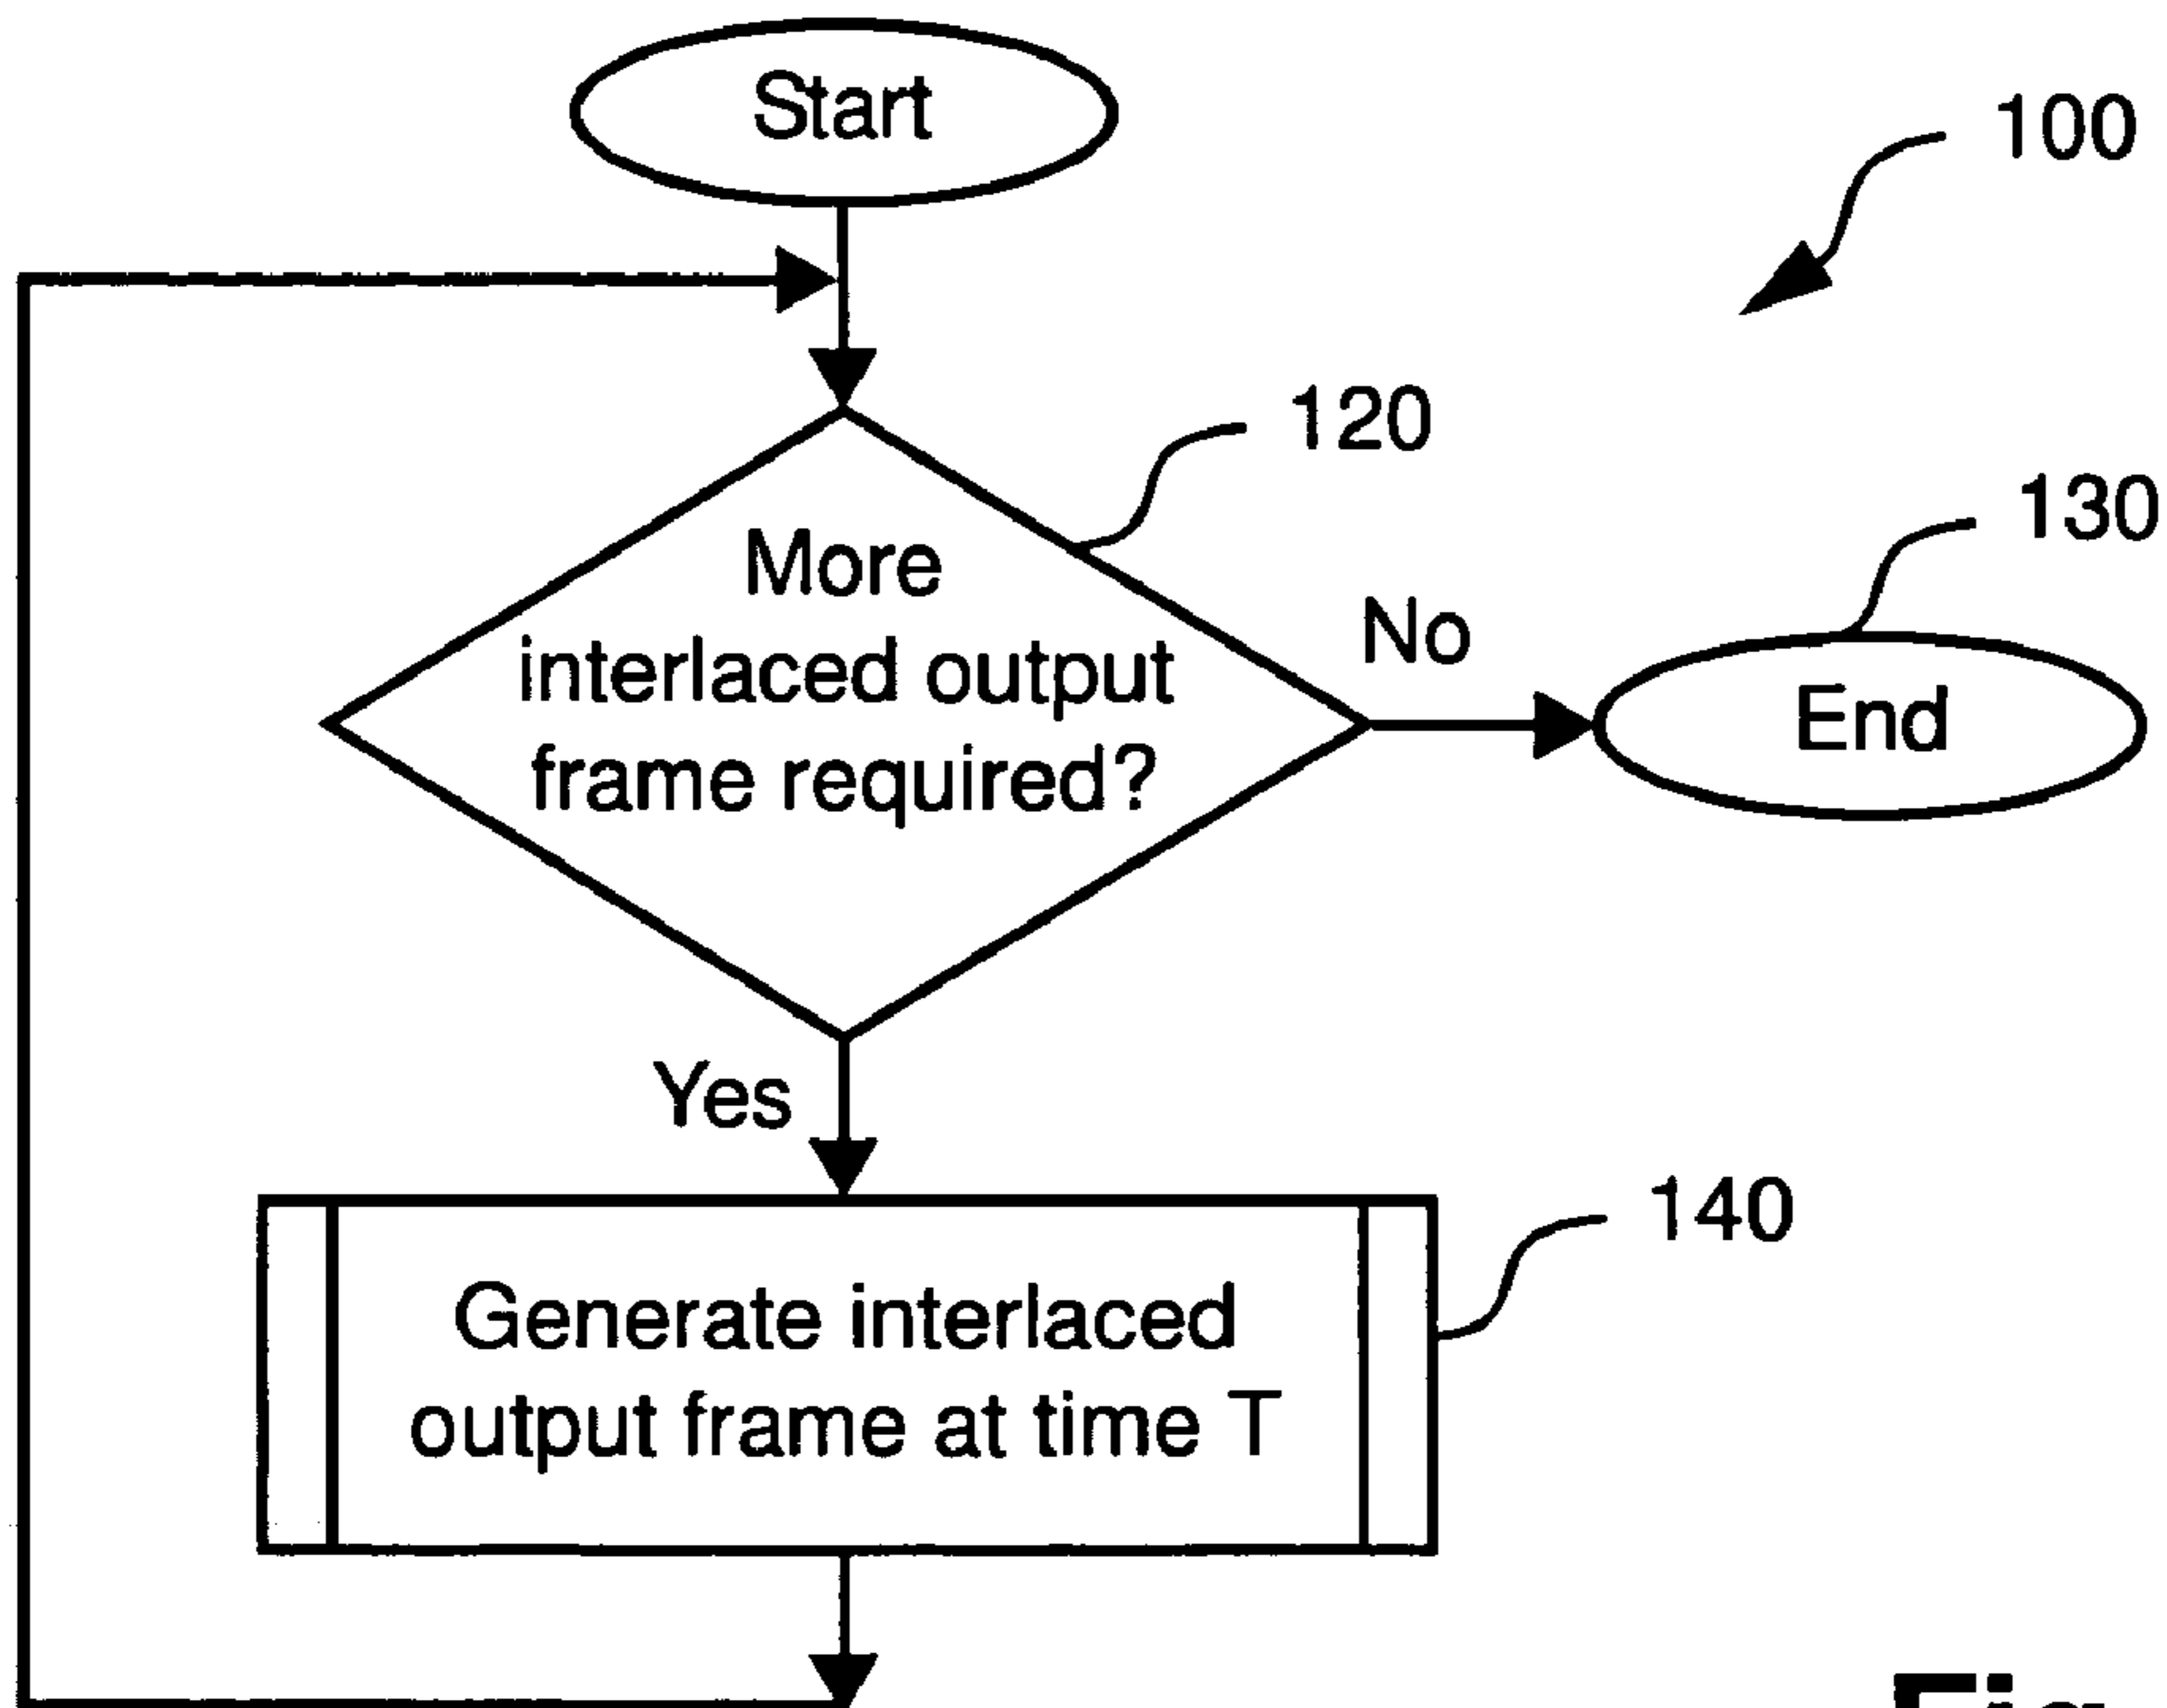 Start
100
120
130
More
interlaced output
frame required?
No
End
Yes
140
Generate interlaced
output frame at time T